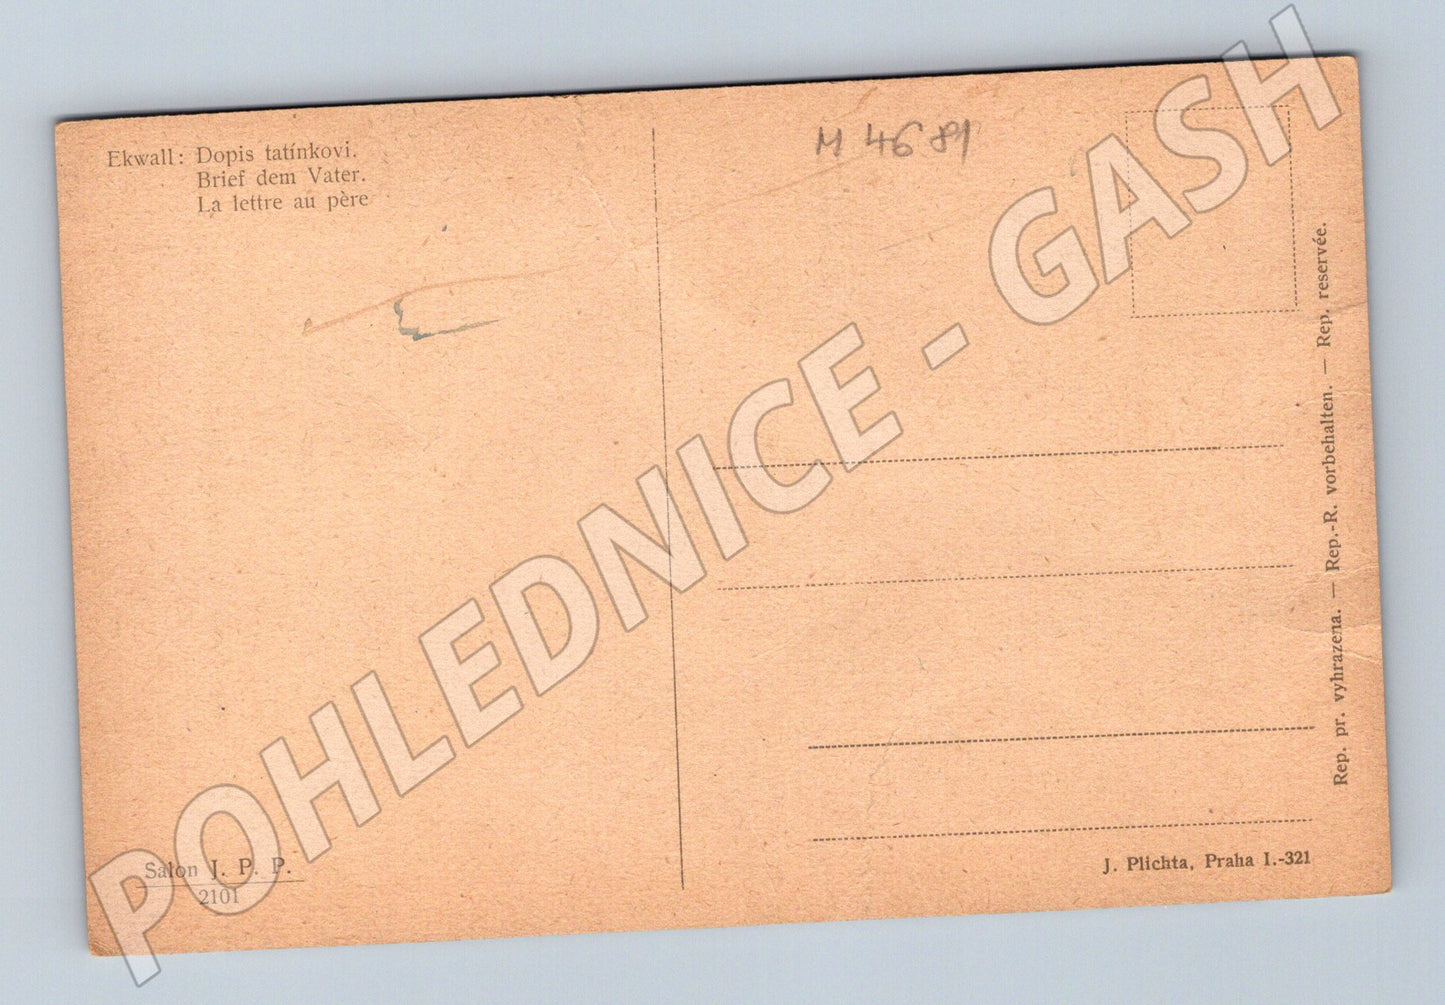 Ekwall: Dopis tatínkovi.
Brief dem Vater.
La lettre au père
M 4681
Rep. pr. vyhrazena. — Rep.-R. vorbehalten. — Rep. reservée.
Salon J. P. P.
2101
J. Plichta, Praha I.-321
POHLEDNICE - GASH